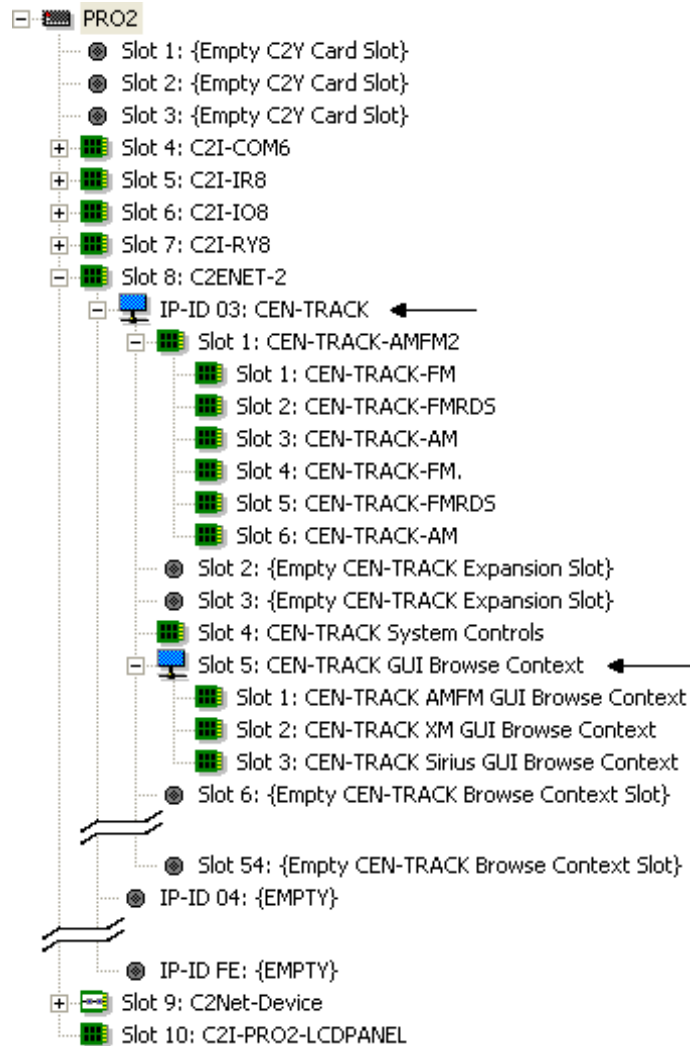 PRO2
Slot 1: {Empty C2Y Card Slot}
Slot 2: {Empty C2Y Card Slot}
Slot 3: {Empty C2Y Card Slot}
Slot 4: C2I-COM6
Slot 5: C2I-IR8
Slot 6: C2I-IO8
Slot 7: C2I-RY8
Slot 8: C2ENET-2
IP-ID 03: CEN-TRACK
Slot 1: CEN-TRACK-AMFM2
Slot 1: CEN-TRACK-FM
Slot 2: CEN-TRACK-FMRDS
Slot 3: CEN-TRACK-AM
Slot 4: CEN-TRACK-FM.
Slot 5: CEN-TRACK-FMRDS
Slot 6: CEN-TRACK-AM
Slot 2: {Empty CEN-TRACK Expansion Slot}
Slot 3: {Empty CEN-TRACK Expansion Slot}
Slot 4: CEN-TRACK System Controls
Slot 5: CEN-TRACK GUI Browse Context
Slot 1: CEN-TRACK AMFM GUI Browse Context
Slot 2: CEN-TRACK XM GUI Browse Context
Slot 3: CEN-TRACK Sirius GUI Browse Context
Slot 6: {Empty CEN-TRACK Browse Context Slot}
Slot 54: {Empty CEN-TRACK Browse Context Slot}
IP-ID 04: {EMPTY}
IP-ID FE: {EMPTY}
Slot 9: C2Net-Device
Slot 10: C2I-PRO2-LCDPANEL